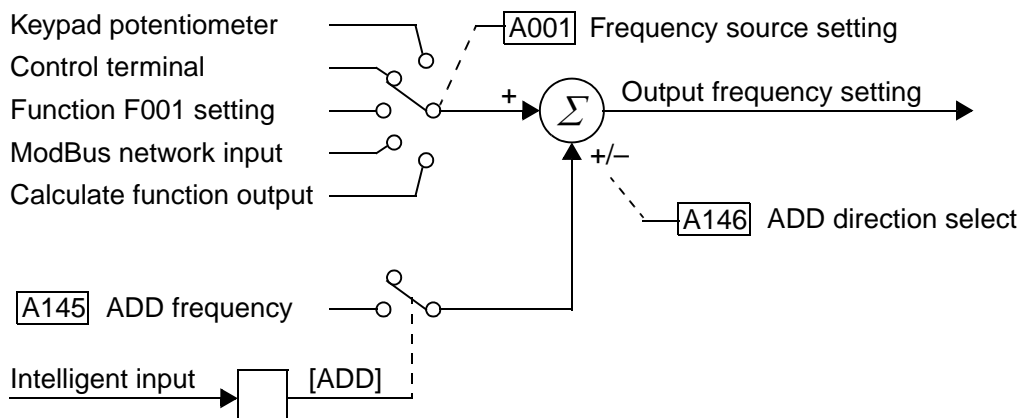 Keypad potentiometer
A001 Frequency source setting
Control terminal
Function F001 setting
+
Σ
Output frequency setting
ModBus network input
+/–
Calculate function output
A146 ADD direction select
A145 ADD frequency
Intelligent input
[ADD]